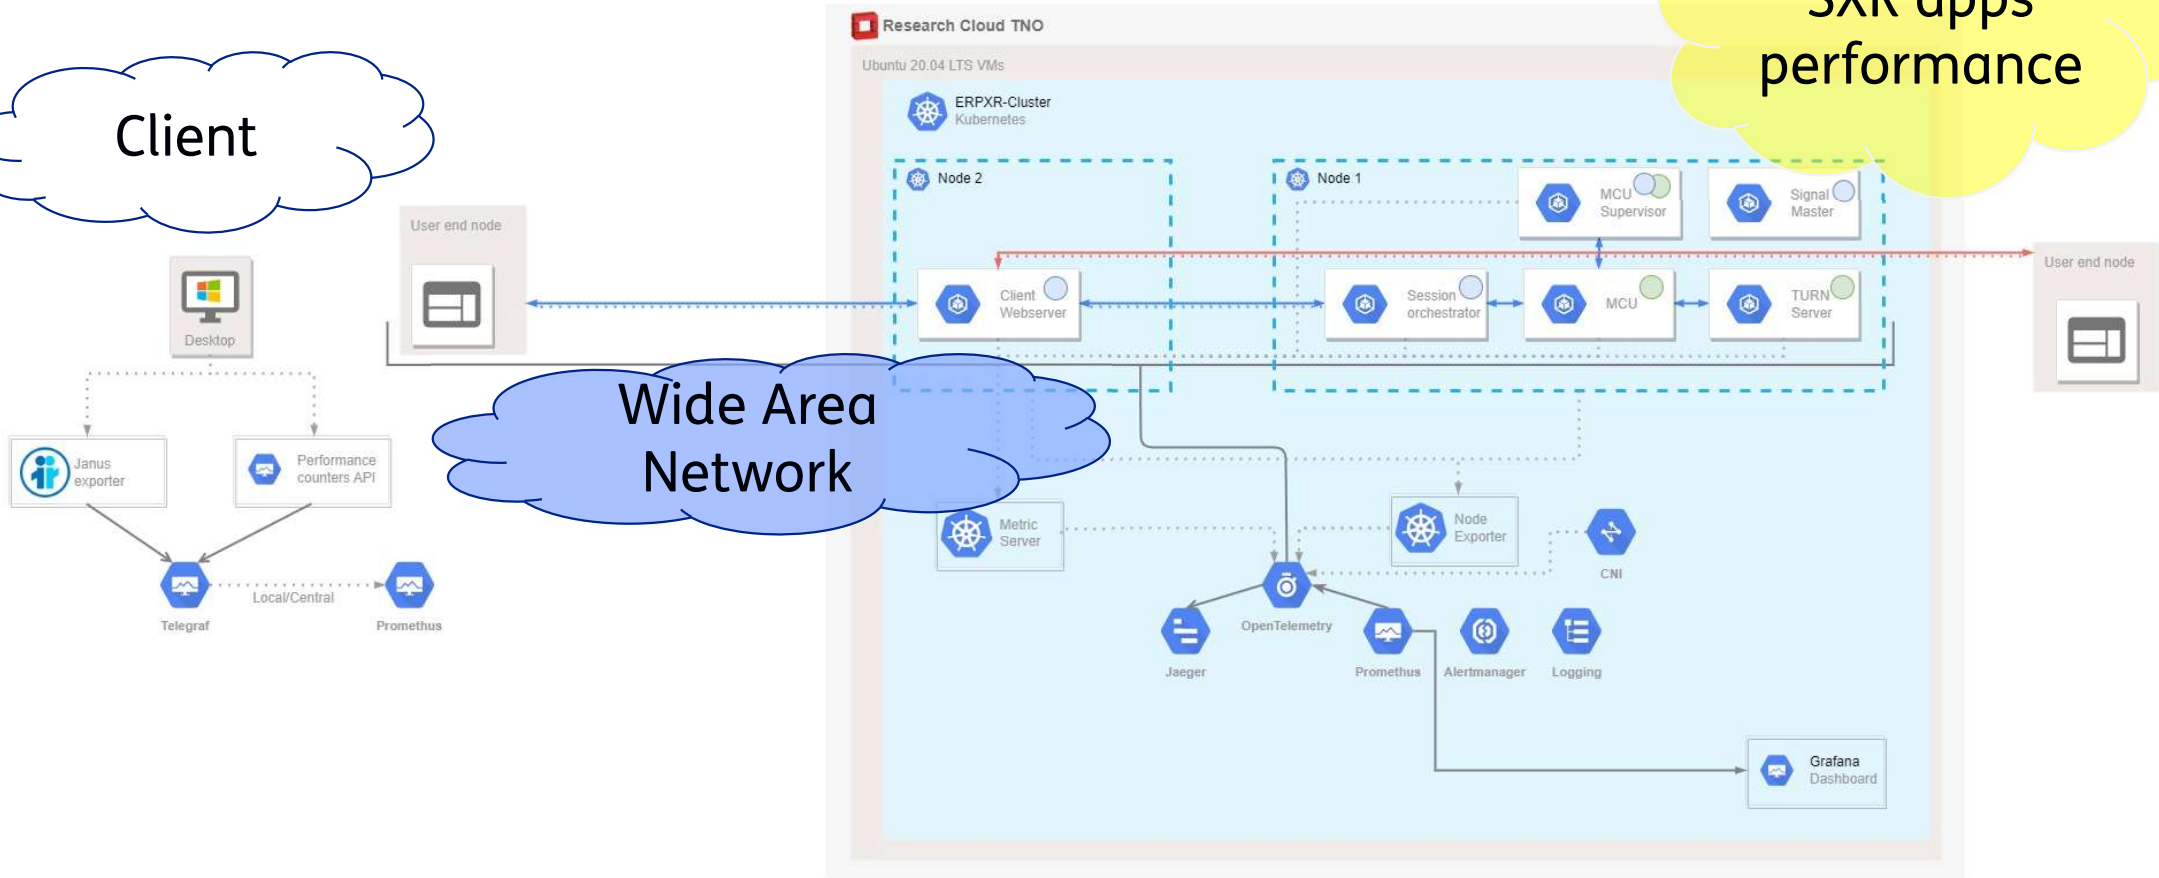 Research Cloud TNO
Ubuntu 20.04 LTS VMs
SXR apps
performance
Client
ERPXR-Cluster
Kubernetes
Node 2
Node 1
MCU
Supervisor
Signal
Master
User end node
User end node
Desktop
Client
Webserver
Session
orchestrator
MCU
TURN
Server
Wide Area
Network
Janus
exporter
Performance
counters API
Metric
Server
Node
Exporter
CNI
Local/Central
Telegraf
Promethus
OpenTelemetry
Jaeger
Promethus
Alertmanager
Logging
Grafana
Dashboard